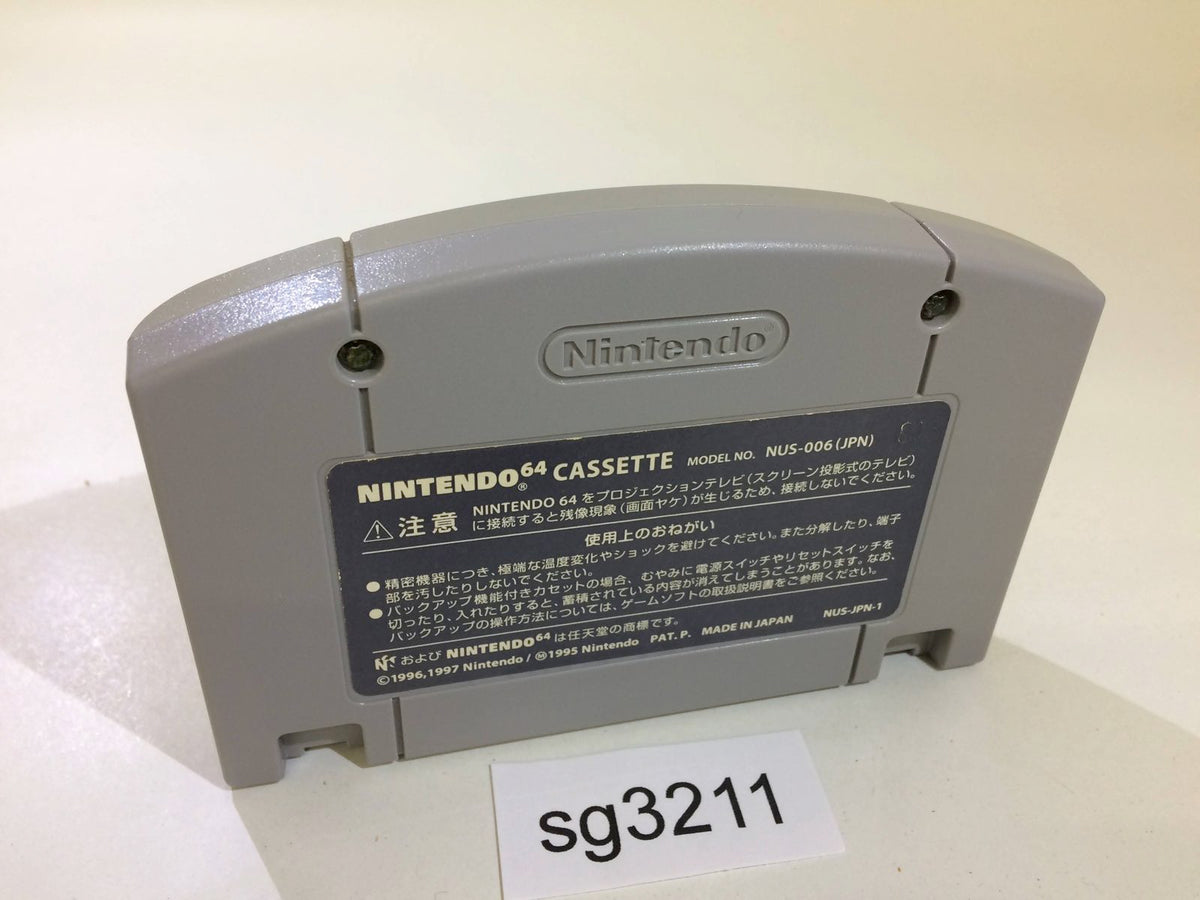 Nintendo®
NINTENDO64® CASSETTE MODEL NO. NUS-006(JPN)
⚠注意 NINTENDO 64 をプロジェクションテレビ(スクリーン投影式のテレビ)
に接続すると残像現象(画面ヤケ)が生じるため、接続しないでください。
使用上のおねがい
●精密機器につき、極端な温度変化やショックを避けてください。また分解したり、端子
部を汚したりしないでください。
●バックアップ機能付きカセットの場合、むやみに電源スイッチやリセットスイッチを
切ったり、入れたりすると、蓄積されている内容が消えてしまうことがあります。なお、
バックアップの操作方法については、ゲームソフトの取扱説明書をご参照ください。
および NINTENDO64 は任天堂の商標です。
©1996,1997 Nintendo/Ⓜ1995 Nintendo PAT. P. MADE IN JAPAN NUS-JPN-1
sg3211